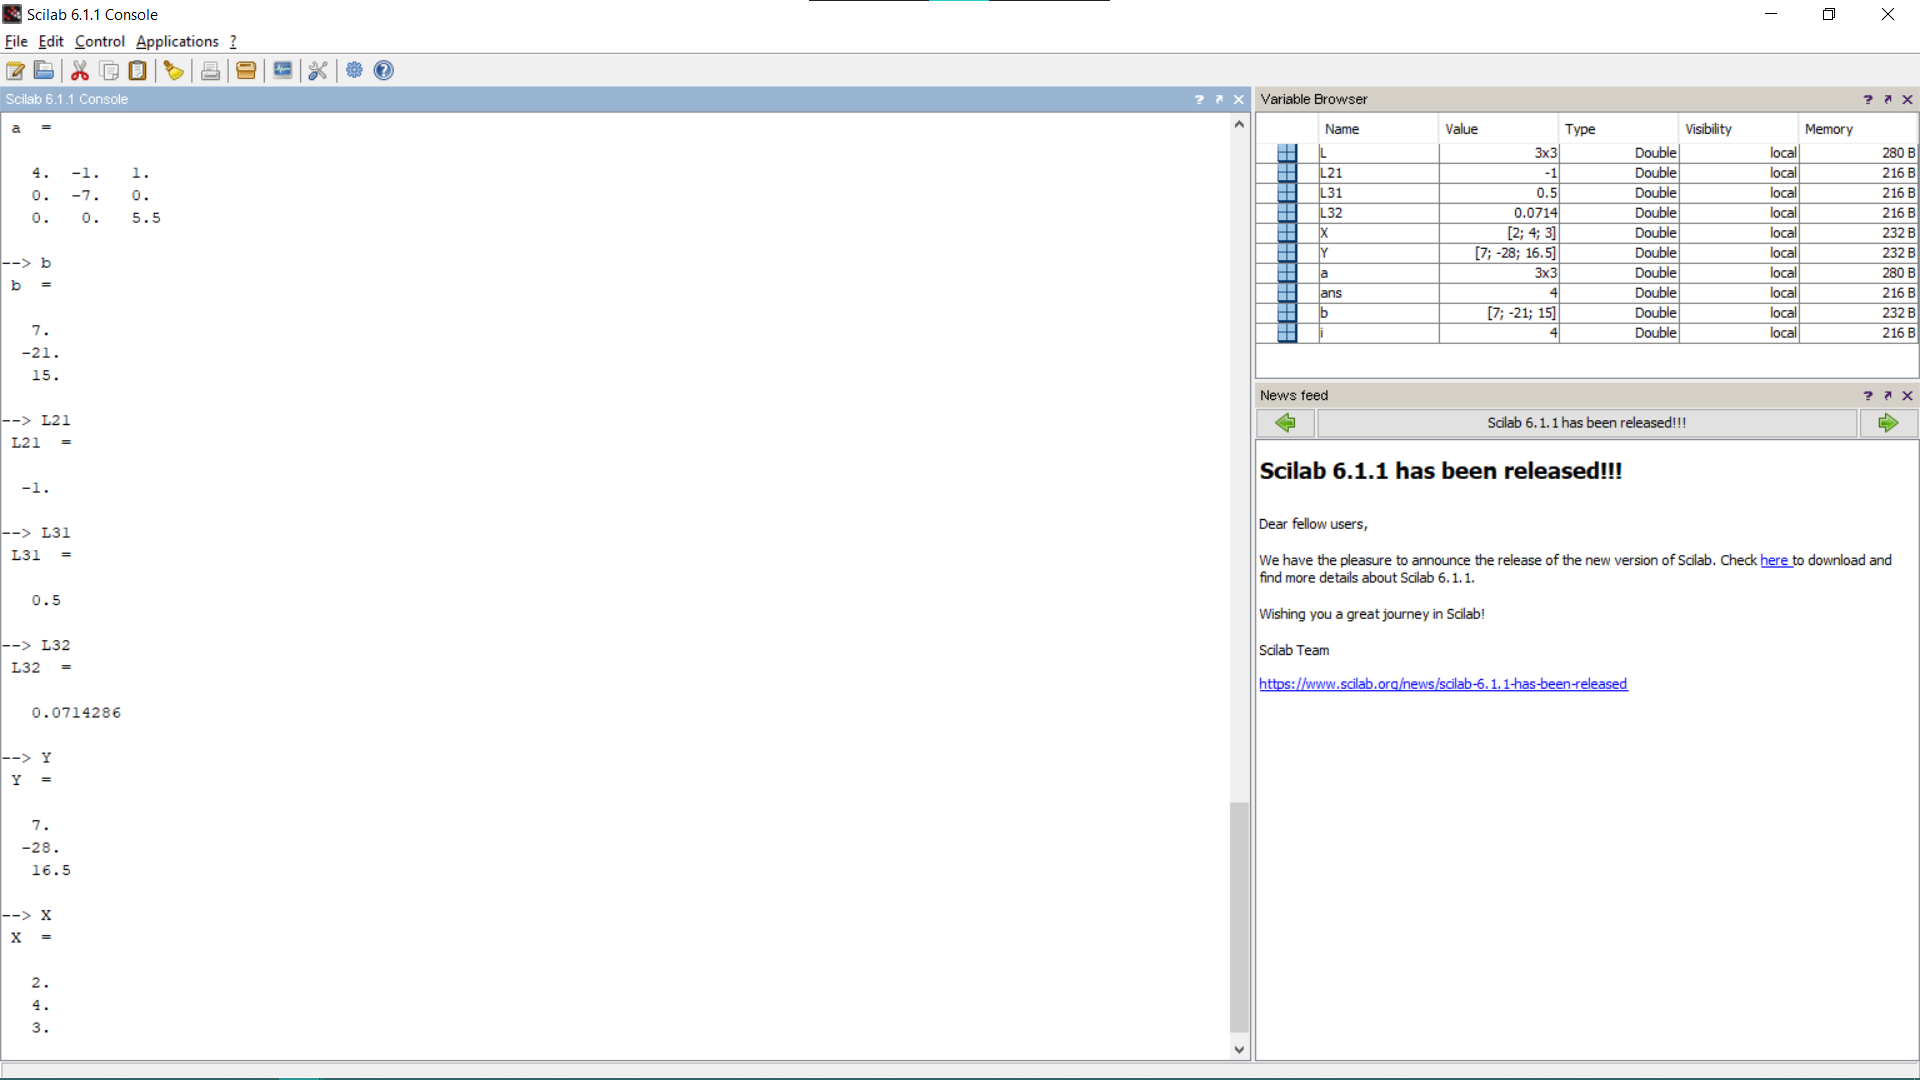 Scilab 6.1.1 Console
File Edit Control Applications ?
Scilab 6.1.1 Console ?
a =
4. -1. 1.
0. -7. 0.
0. 0. 5.5
--> b
b =
7.
-21.
15.
--> L21
L21 =
-1.
--> L31
L31 =
0.5
--> L32
L32 =
0.0714286
--> Y
Y =
7.
-28.
16.5
--> X
X =
2.
4.
3.
Variable Browser ?
Name Value Type Visibility Memory
L 3x3 Double local 280 B
L21 -1 Double local 216 B
L31 0.5 Double local 216 B
L32 0.0714 Double local 216 B
X [2; 4; 3] Double local 232 B
Y [7; -28; 16.5] Double local 232 B
a 3x3 Double local 280 B
ans 4 Double local 216 B
b [7; -21; 15] Double local 232 B
i 4 Double local 216 B
News feed ?
Scilab 6.1.1 has been released!!!
Scilab 6.1.1 has been released!!!
Dear fellow users,
We have the pleasure to announce the release of the new version of Scilab. Check here to download and
find more details about Scilab 6.1.1.
Wishing you a great journey in Scilab!
Scilab Team
https://www.scilab.org/news/scilab-6.1.1-has-been-released